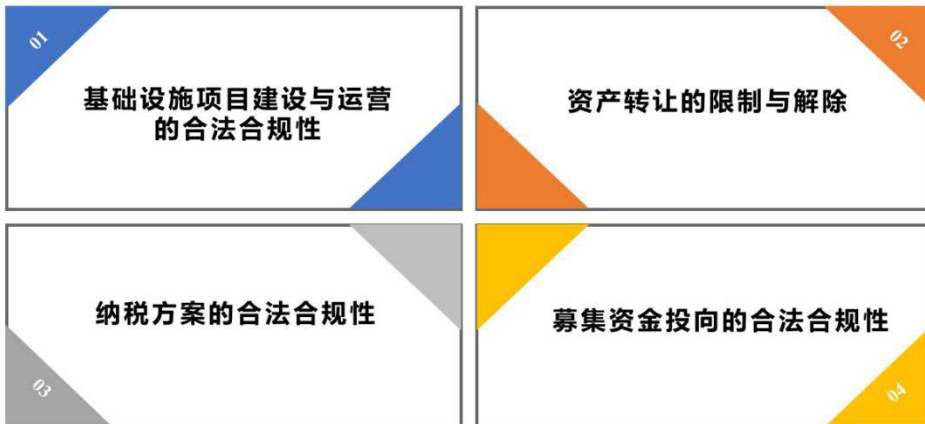 01
基础设施项目建设与运营
的合法合规性
02
资产转让的限制与解除
纳税方案的合法合规性
03
募集资金投向的合法合规性
04